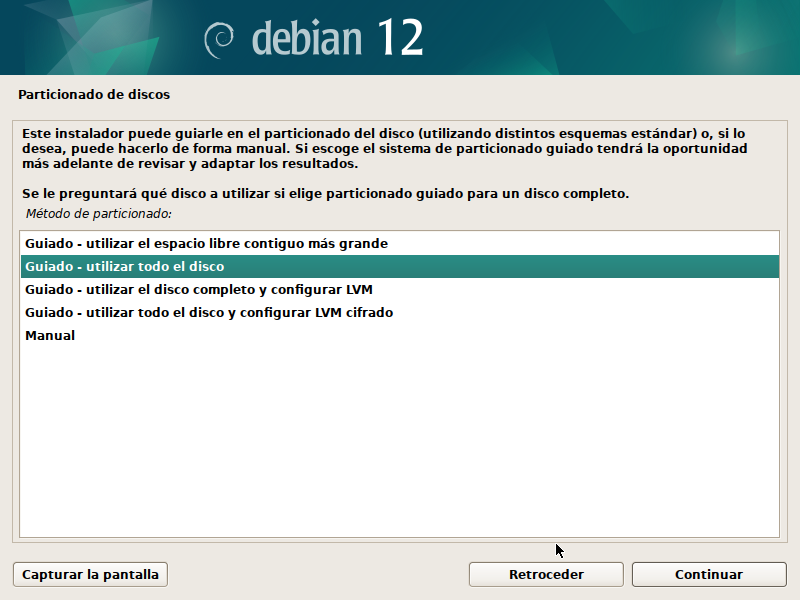 debian 12
Particionado de discos
Este instalador puede guiarle en el particionado del disco (utilizando distintos esquemas estándar) o, si lo
desea, puede hacerlo de forma manual. Si escoge el sistema de particionado guiado tendrá la oportunidad
más adelante de revisar y adaptar los resultados.
Se le preguntará qué disco a utilizar si elige particionado guiado para un disco completo.
Método de particionado:
Guiado - utilizar el espacio libre contiguo más grande
Guiado - utilizar todo el disco
Guiado - utilizar el disco completo y configurar LVM
Guiado - utilizar todo el disco y configurar LVM cifrado
Manual
Capturar la pantalla
Retroceder
Continuar